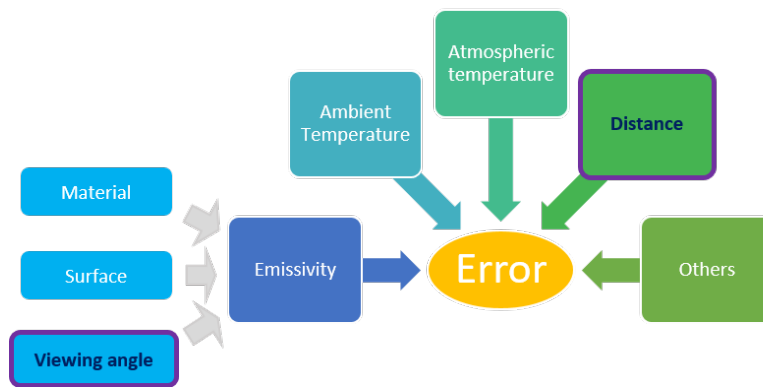 Atmospheric
temperature
Ambient
Temperature
Distance
Material
Surface
Viewing angle
Emissivity
Error
Others